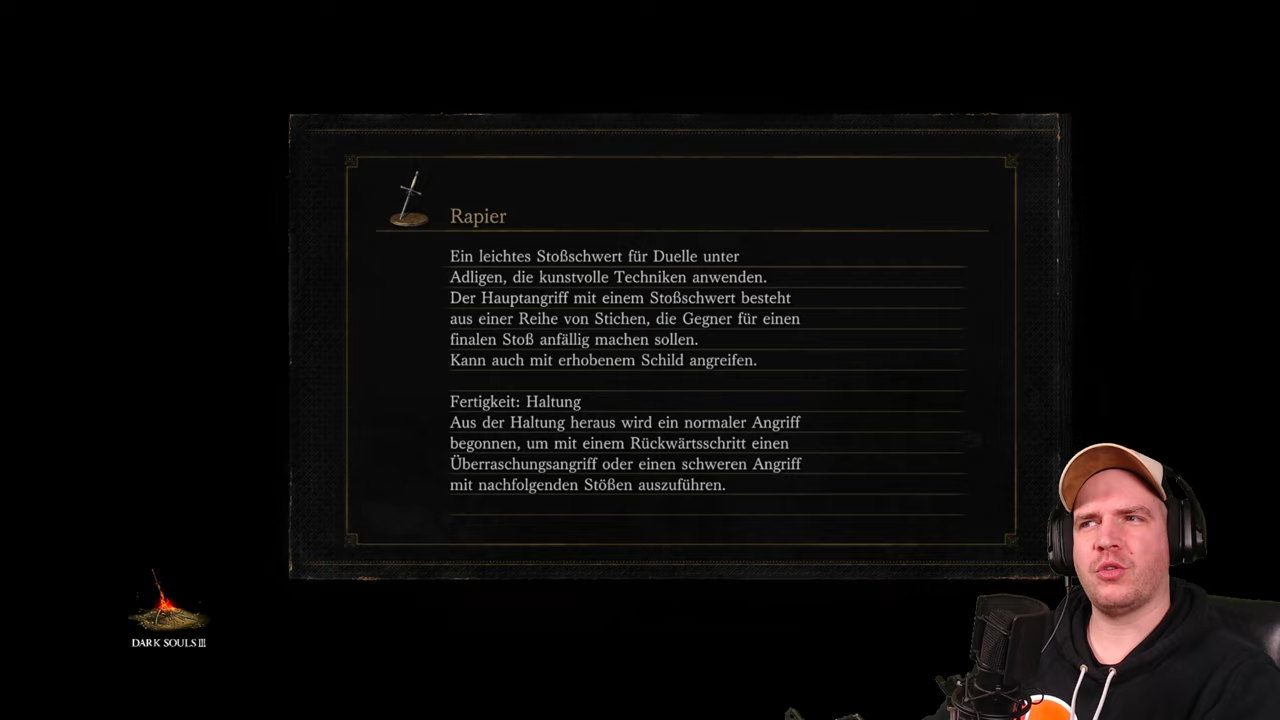 Rapier
Ein leichtes Stoßschwert für Duelle unter
Adligen, die kunstvolle Techniken anwenden.
Der Hauptangriff mit einem Stoßschwert besteht
aus einer Reihe von Stichen, die Gegner für einen
finalen Stoß anfällig machen sollen.
Kann auch mit erhobenem Schild angreifen.
Fertigkeit: Haltung
Aus der Haltung heraus wird ein normaler Angriff
begonnen, um mit einem Rückwärtsschritt einen
Überraschungsangriff oder einen schweren Angriff
mit nachfolgenden Stößen auszuführen.
DARK SOULS III